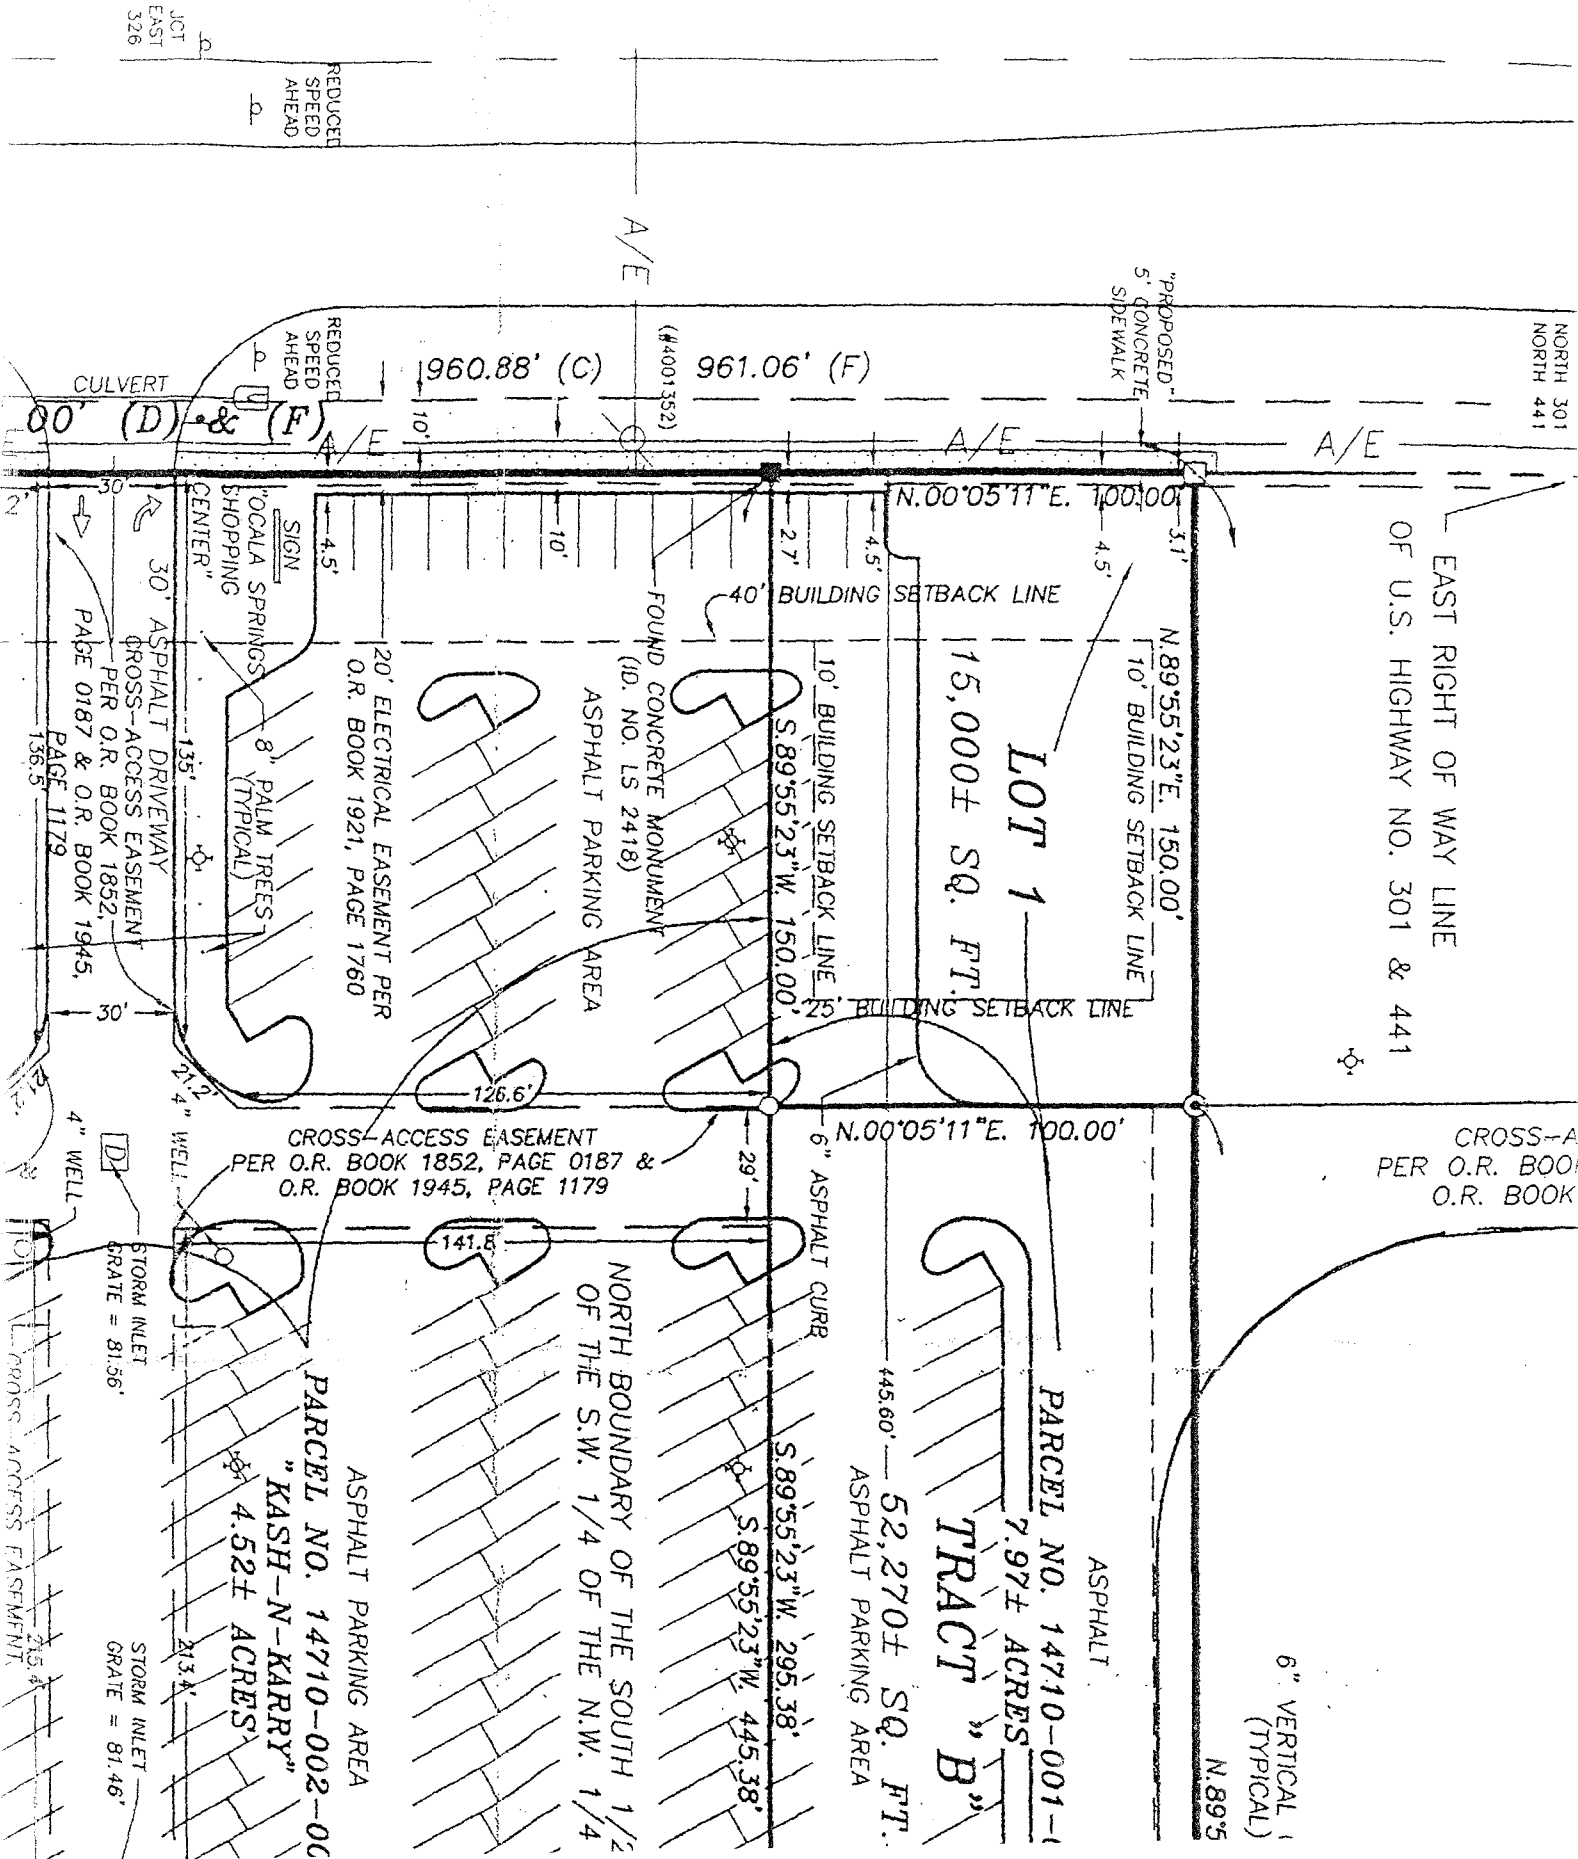 JCT
EAST
326
REDUCED
SPEED
AHEAD
A/E
NORTH 301
NORTH 441
"PROPOSED"
5' CONCRETE
SIDEWALK
REDUCED
SPEED
AHEAD
CULVERT
960.88' (C)
(#4001352)
961.06' (F)
00' (D) & (F)
A/E
10'
A/E
A/E
N.00°05'11"E. 100.00'
30'
SIGN
"OCALA SPRINGS
SHOPPING
CENTER"
4.5'
10'
2.7'
4.5'
4.5'
3.1'
EAST RIGHT OF WAY LINE
OF U.S. HIGHWAY NO. 301 & 441
40' BUILDING SETBACK LINE
FOUND CONCRETE MONUMENT
(ID. NO. LS 2418)
N.89°55'23"E. 150.00'
10' BUILDING SETBACK LINE
LOT 1
15,000± SQ. FT.
10' BUILDING SETBACK LINE
S.89°55'23"W. 150.00'
25' BUILDING SETBACK LINE
ASPHALT PARKING AREA
20' ELECTRICAL EASEMENT PER
O.R. BOOK 1921, PAGE 1760
8" PALM TREES
(TYPICAL)
135'
30' ASPHALT DRIVEWAY
CROSS-ACCESS EASEMENT
PER O.R. BOOK 1852,
PAGE 0187 & O.R. BOOK 1945,
PAGE 1179
136.5'
30'
21.2'
126.6'
N.00°05'11"E. 100.00'
CROSS-ACCESS EASEMENT
PER O.R. BOOK 1852, PAGE 0187 &
O.R. BOOK 1945, PAGE 1179
29'
6" ASPHALT CURB
CROSS-A
PER O.R. BOO
O.R. BOOK
4" WELL
4" WELL
D
141.8'
STORM INLET
GRATE = 81.56'
NORTH BOUNDARY OF THE SOUTH 1/2
OF THE S.W. 1/4 OF THE N.W. 1/4
445.60'
PARCEL NO. 14710-001-
7.97± ACRES
TRACT "B"
52,270± SQ. FT.
ASPHALT PARKING AREA
ASPHALT
S.89°55'23"W. 295.38'
S.89°55'23"W. 445.38'
ASPHALT PARKING AREA
PARCEL NO. 14710-002-00
"KASH-N-KARRY"
4.52± ACRES
213.4'
STORM INLET
GRATE = 81.46'
CROSS-ACCESS EASEMENT
215.4'
6" VERTICAL
(TYPICAL)
N.89°5